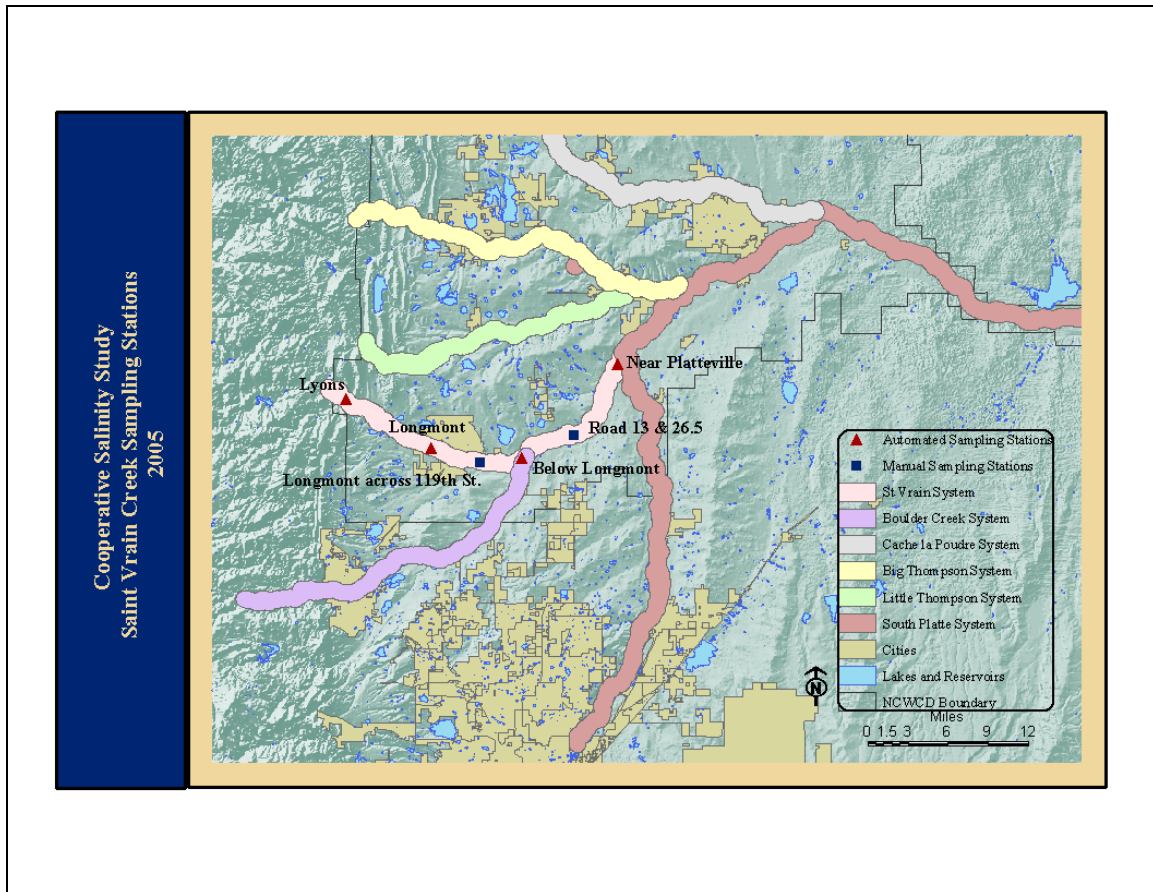 Cooperative Salinity Study
Saint Vrain Creek Sampling Stations
2005
Near Platteville
Lyons
Longmont
Road 13 & 26.5
Below Longmont
Longmont across 119th St.
Automated Sampling Stations
Manual Sampling Stations
St Vrain System
Boulder Creek System
Cache la Poudre System
Big Thompson System
Little Thompson System
South Platte System
Cities
Lakes and Reservoirs
NCWCD Boundary
N
Miles
0 1.5 3 6 9 12